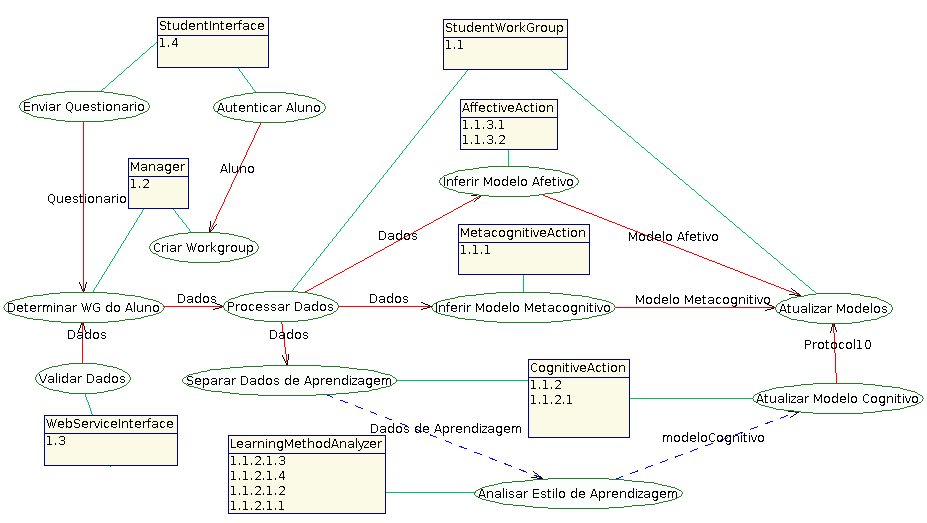 StudentInterface
1.4
StudentWorkGroup
1.1
Enviar Questionario
Autenticar Aluno
AffectiveAction
1.1.3.1
1.1.3.2
Manager
1.2
Aluno
Inferir Modelo Afetivo
Questionario
Criar Workgroup
Dados
MetacognitiveAction
1.1.1
Modelo Afetivo
Determinar WG do Aluno
Dados
Processar Dados
Dados
Inferir Modelo Metacognitivo
Modelo Metacognitivo
Atualizar Modelos
Dados
Dados
Protocol10
Validar Dados
Separar Dados de Aprendizagem
CognitiveAction
1.1.2
1.1.2.1
Atualizar Modelo Cognitivo
WebServiceInterface
1.3
Dados de Aprendizagem
modeloCognitivo
LearningMethodAnalyzer
1.1.2.1.3
1.1.2.1.4
1.1.2.1.2
1.1.2.1.1
Analisar Estilo de Aprendizagem